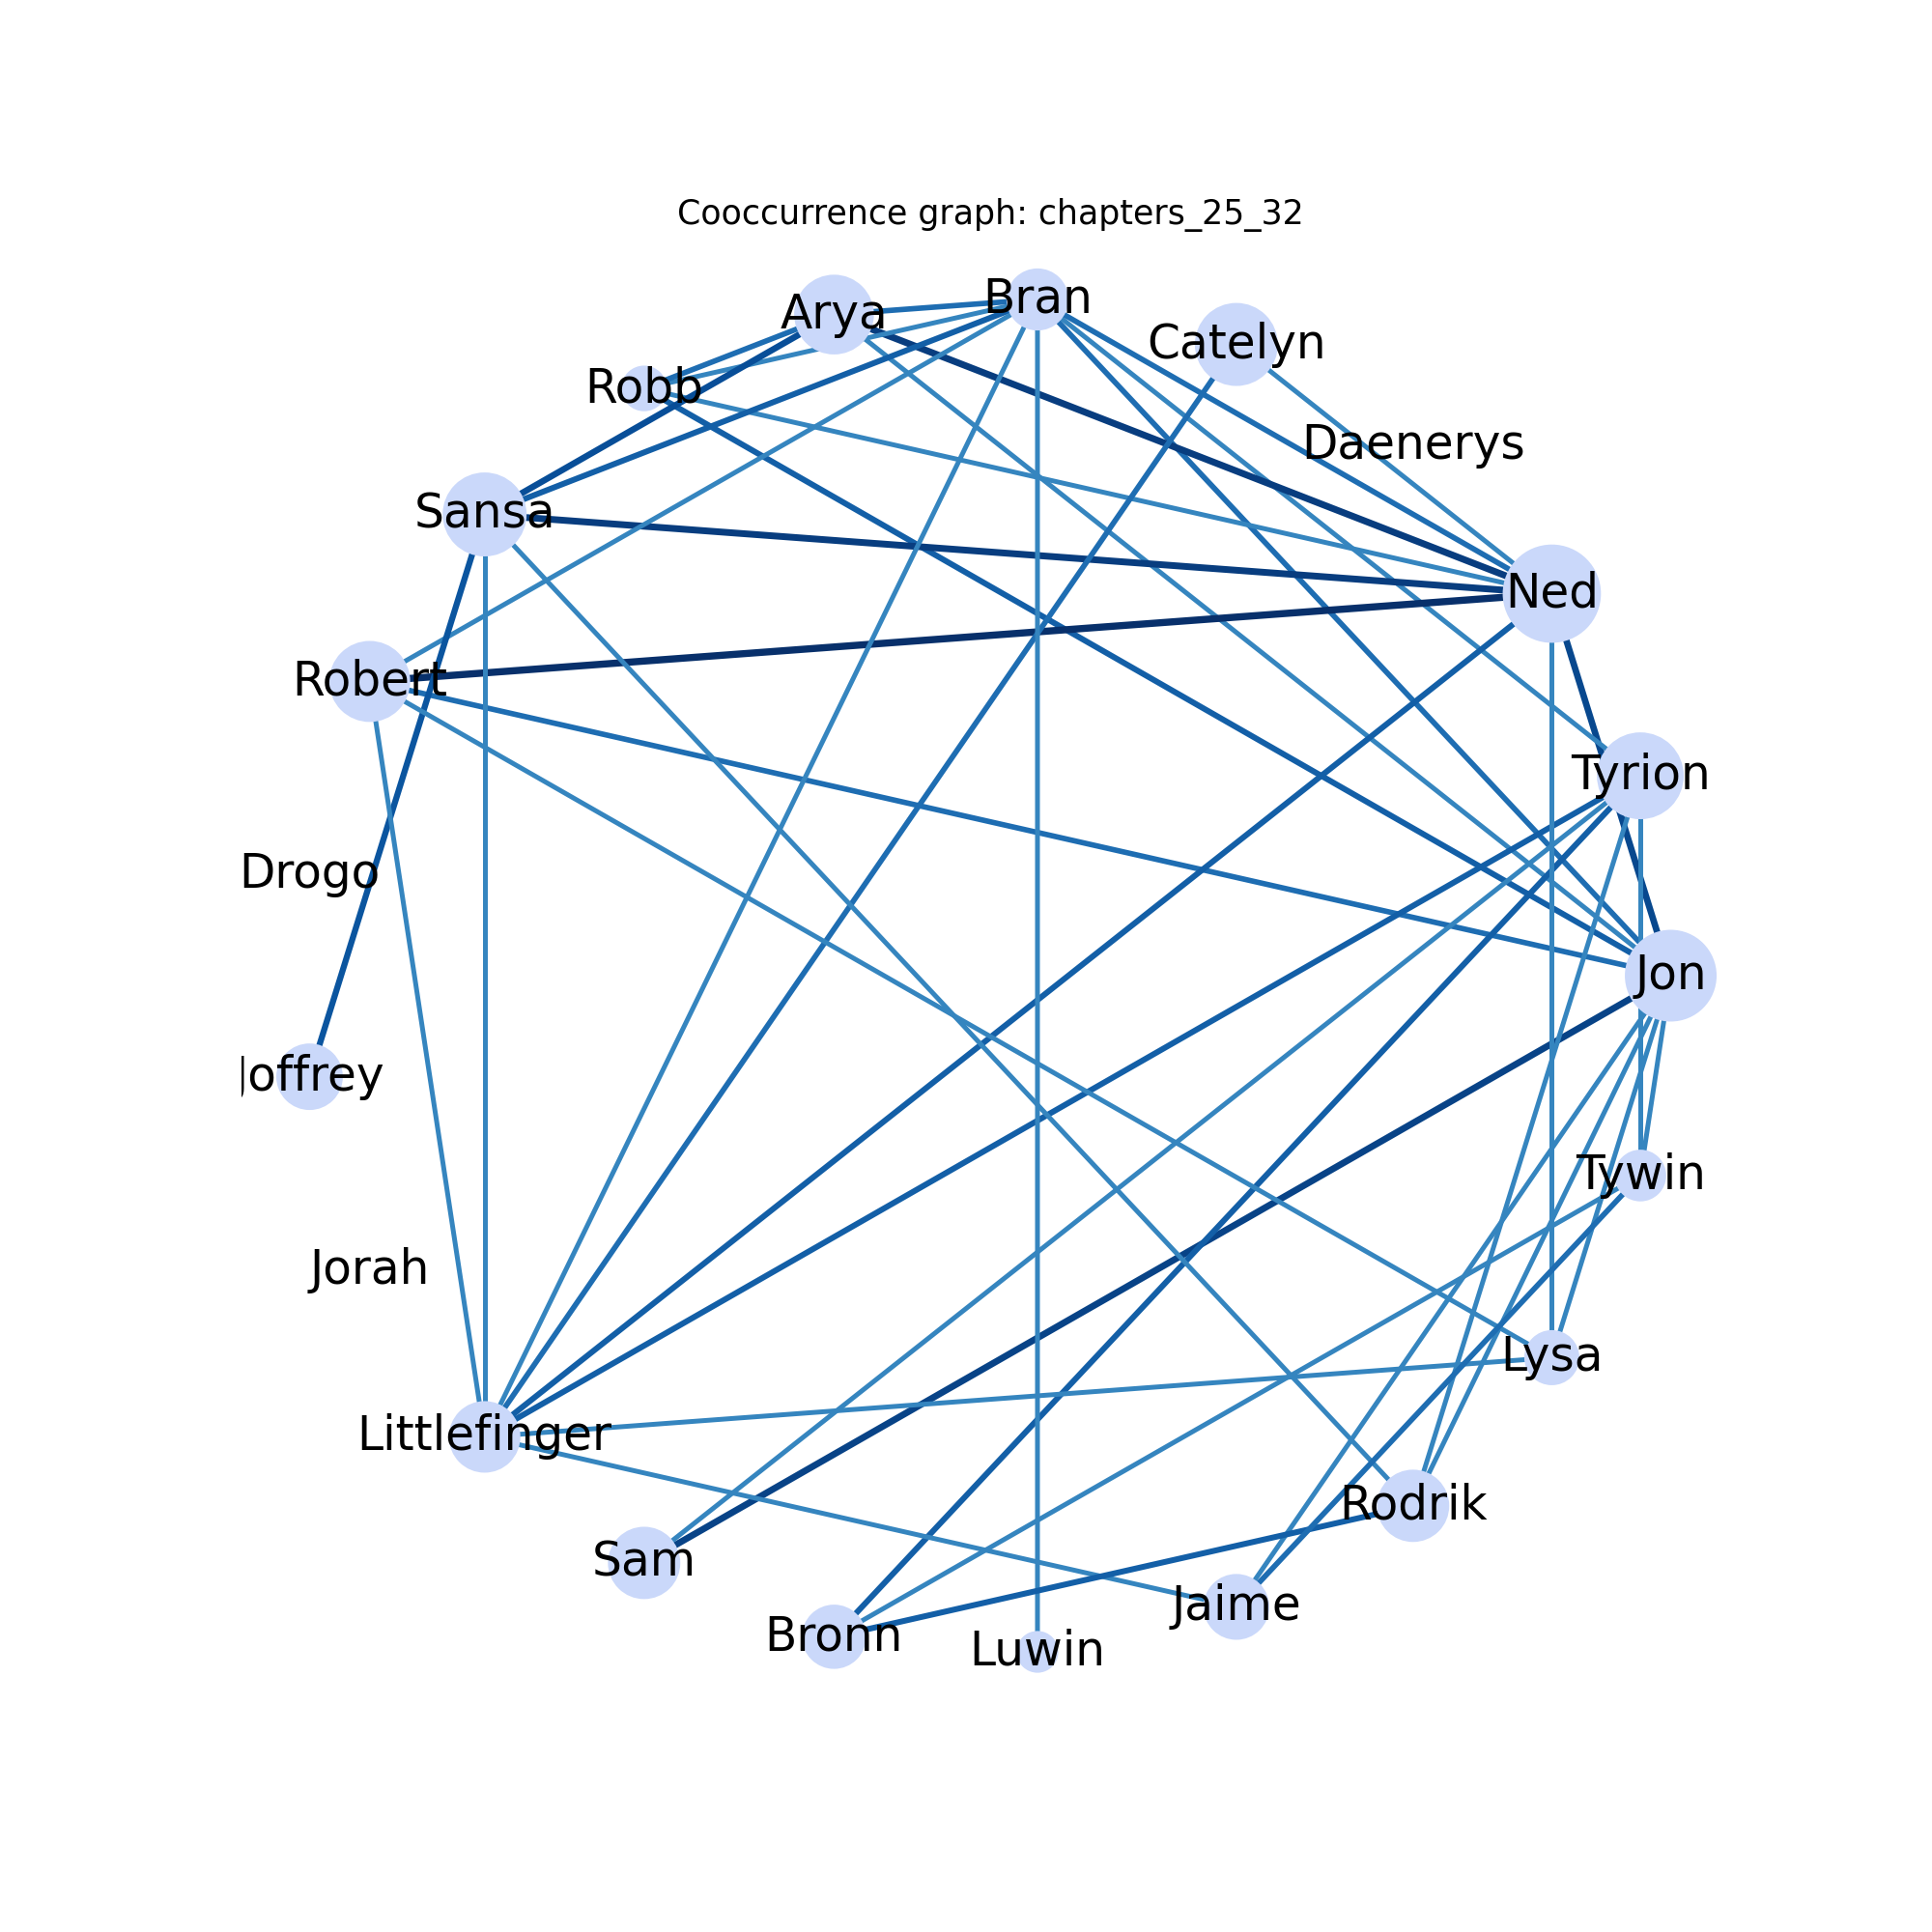 Cooccurrence graph: chapters_25_32
Bran
Arya
Catelyn
Robb
Daenerys
Sansa
Ned
Robert
Tyrion
Drogo
Jon
Joffrey
Tywin
Jorah
Lysa
Littlefinger
Rodrik
Sam
Jaime
Bronn
Luwin